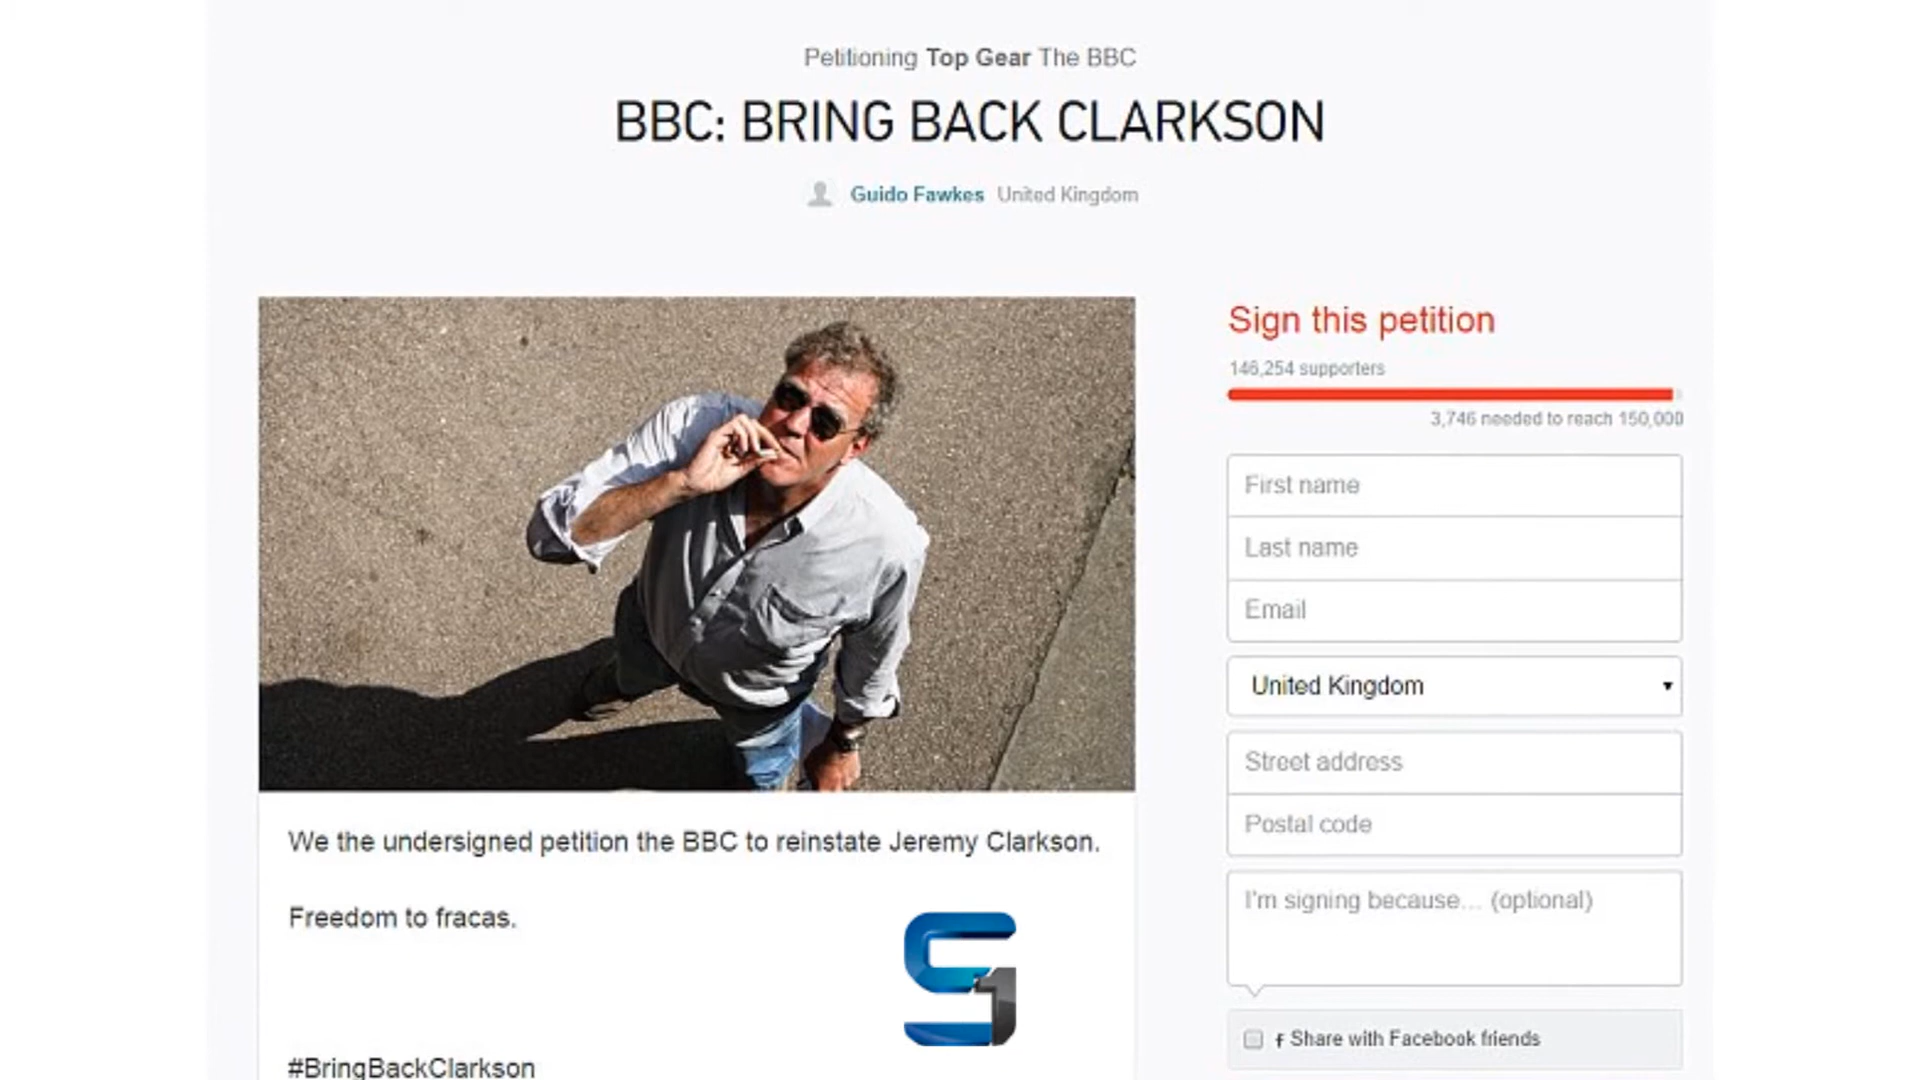 Petitioning Top Gear The BBC
BBC: BRING BACK CLARKSON
Guido Fawkes United Kingdom
Sign this petition
146,254 supporters
3,746 needed to reach 150,000
First name
Last name
Email
United Kingdom
Street address
Postal code
I'm signing because... (optional)
f Share with Facebook friends
We the undersigned petition the BBC to reinstate Jeremy Clarkson.
Freedom to fracas.
#BringBackClarkson
S1